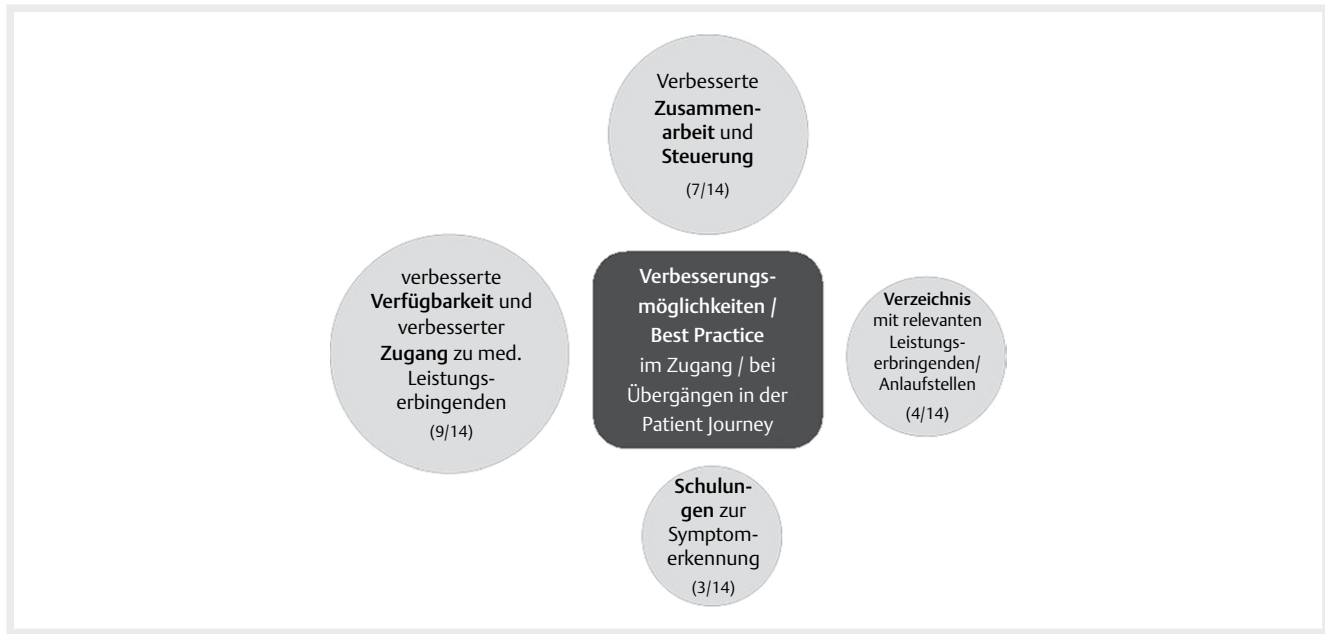 Verbesserte
Zusammen-
arbeit und
Steuerung
(7/14)
verbesserte
Verfügbarkeit und
verbesserter
Zugang zu med.
Leistungs-
erbingenden
(9/14)
Verbesserungs-
möglichkeiten /
Best Practice
im Zugang / bei
Übergängen in der
Patient Journey
Verzeichnis
mit relevanten
Leistungs-
erbringenden/
Anlaufstellen
(4/14)
Schulun-
gen zur
Symptom-
erkennung
(3/14)